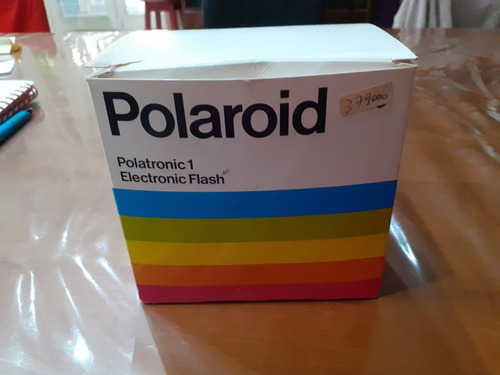 Polaroid
379000
Polatronic 1
Electronic Flash